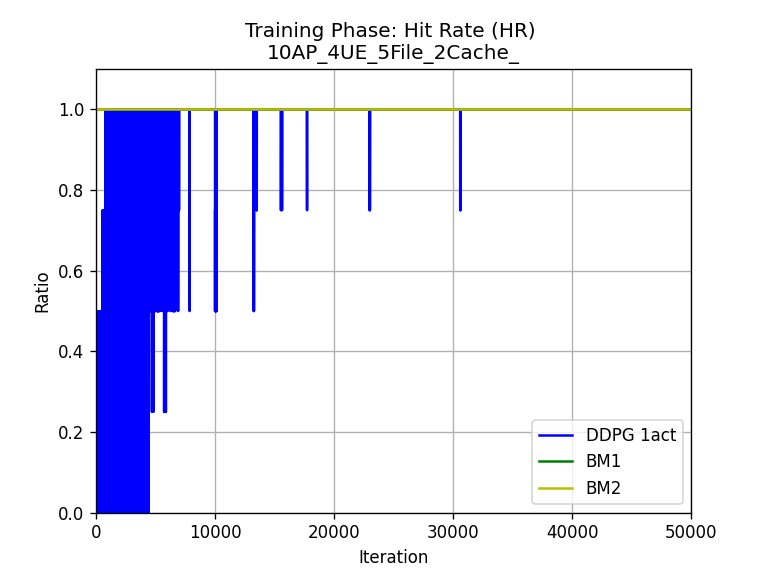 Training Phase: Hit Rate (HR)
10AP_4UE_5File_2Cache_
1.0
0.8
0.6
0.4
0.2
0.0
Ratio
0 10000 20000 30000 40000 50000
Iteration
DDPG 1act
BM1
BM2